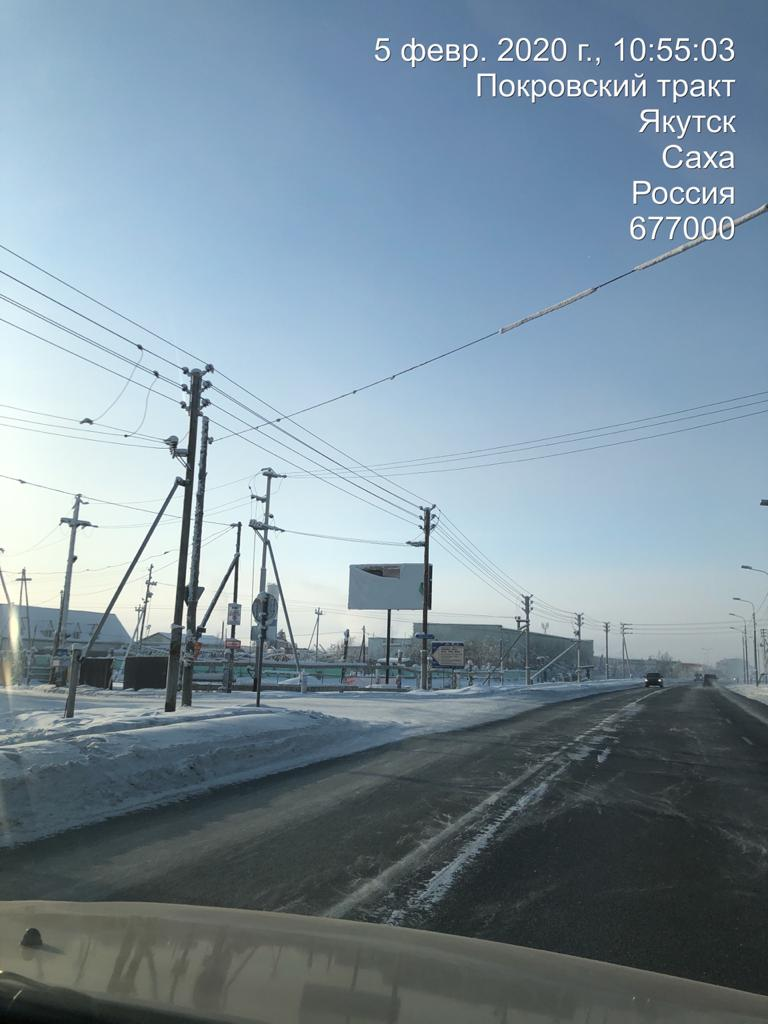 5 февр. 2020 г., 10:55:03
Покровский тракт
Якутск
Саха
Россия
677000